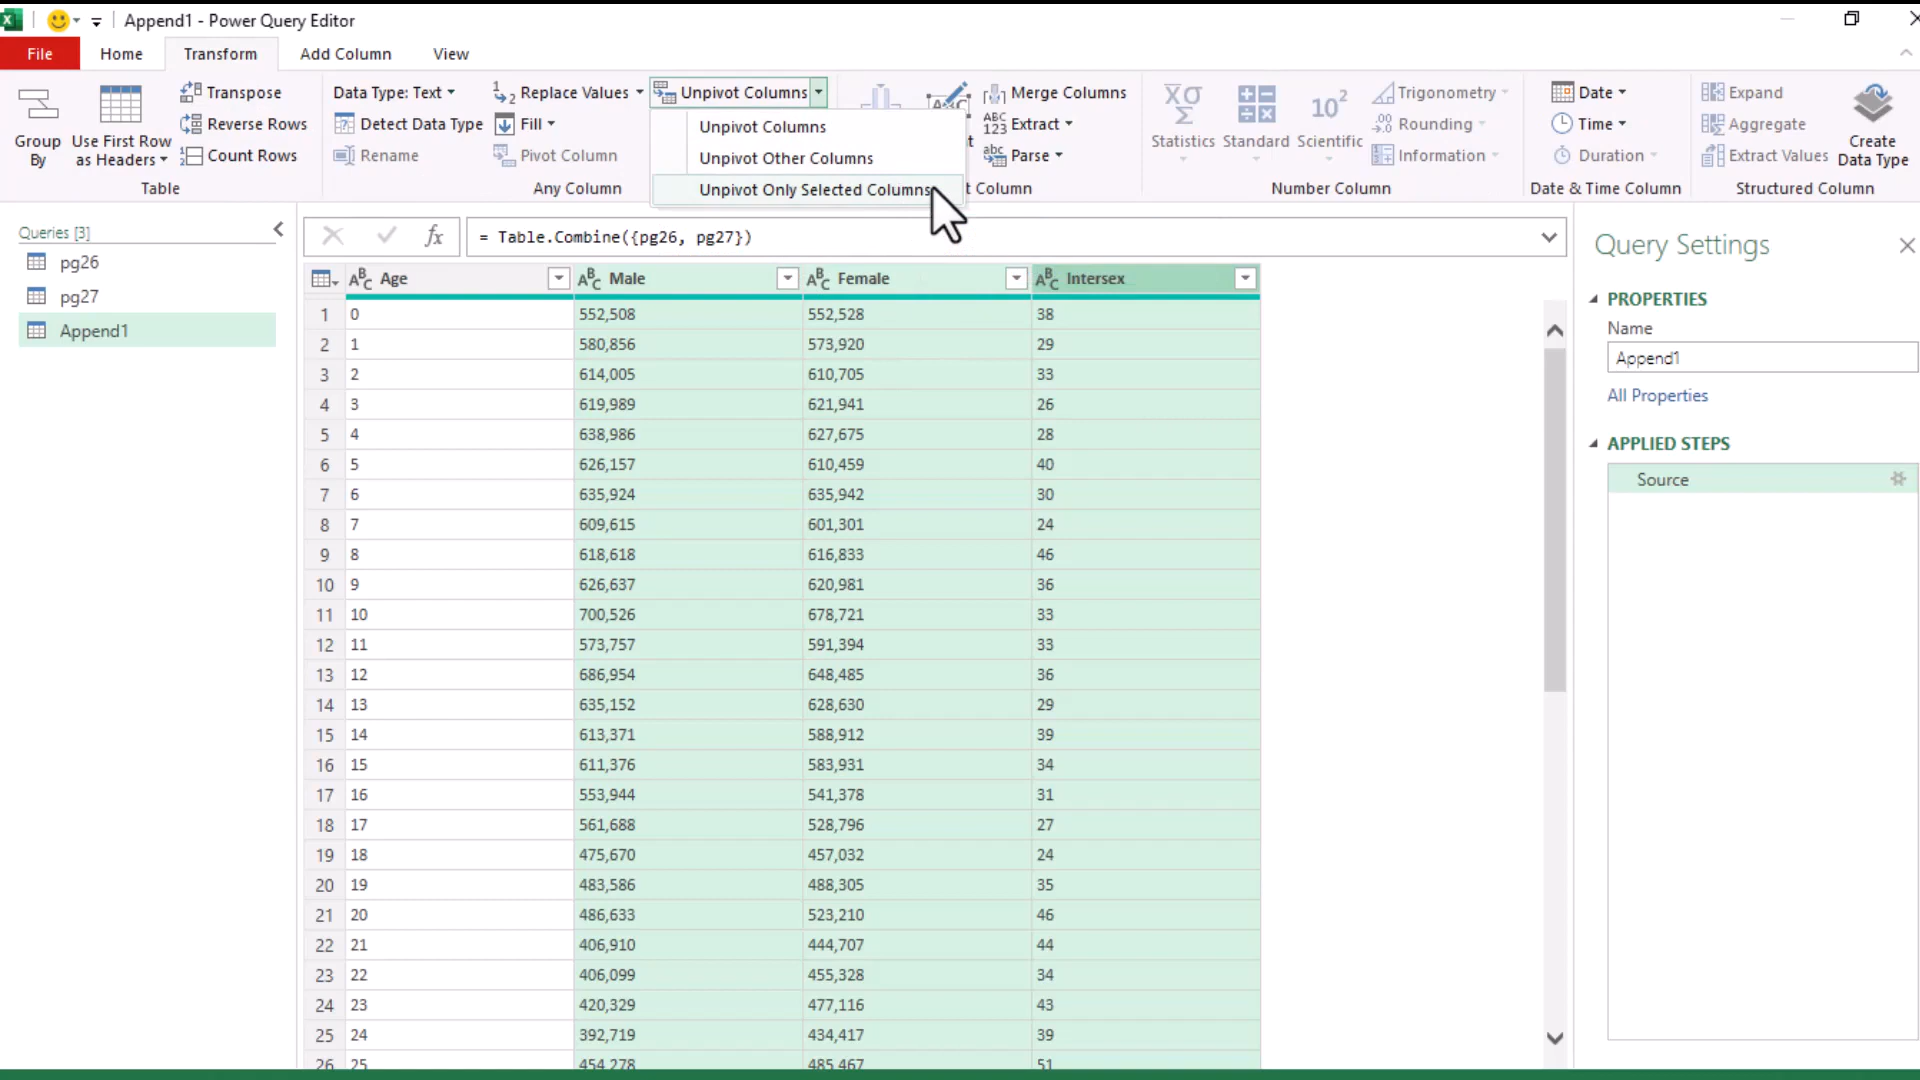 Append1 - Power Query Editor
File Home Transform Add Column View
Group By
Use First Row as Headers
Transpose
Reverse Rows
Count Rows
Table
Data Type: Text
Detect Data Type
Rename
Replace Values
Fill
Pivot Column
Any Column
Unpivot Columns
Unpivot Columns
Unpivot Other Columns
Unpivot Only Selected Columns
Merge Columns
Extract
Parse
t Column
Statistics
Standard
Scientific
Trigonometry
Rounding
Information
Number Column
Date
Time
Duration
Date & Time Column
Expand
Aggregate
Extract Values
Create Data Type
Structured Column
Queries [3]
pg26
pg27
Append1
fx = Table.Combine({pg26, pg27})
Age Male Female Intersex
1 0 552,508 552,528 38
2 1 580,856 573,920 29
3 2 614,005 610,705 33
4 3 619,989 621,941 26
5 4 638,986 627,675 28
6 5 626,157 610,459 40
7 6 635,924 635,942 30
8 7 609,615 601,301 24
9 8 618,618 616,833 46
10 9 626,637 620,981 36
11 10 700,526 678,721 33
12 11 573,757 591,394 33
13 12 686,954 648,485 36
14 13 635,152 628,630 29
15 14 613,371 588,912 39
16 15 611,376 583,931 34
17 16 553,944 541,378 31
18 17 561,688 528,796 27
19 18 475,670 457,032 24
20 19 483,586 488,305 35
21 20 486,633 523,210 46
22 21 406,910 444,707 44
23 22 406,099 455,328 34
24 23 420,329 477,116 43
25 24 392,719 434,417 39
26 25 454,278 485,467 51
Query Settings
PROPERTIES
Name
Append1
All Properties
APPLIED STEPS
Source